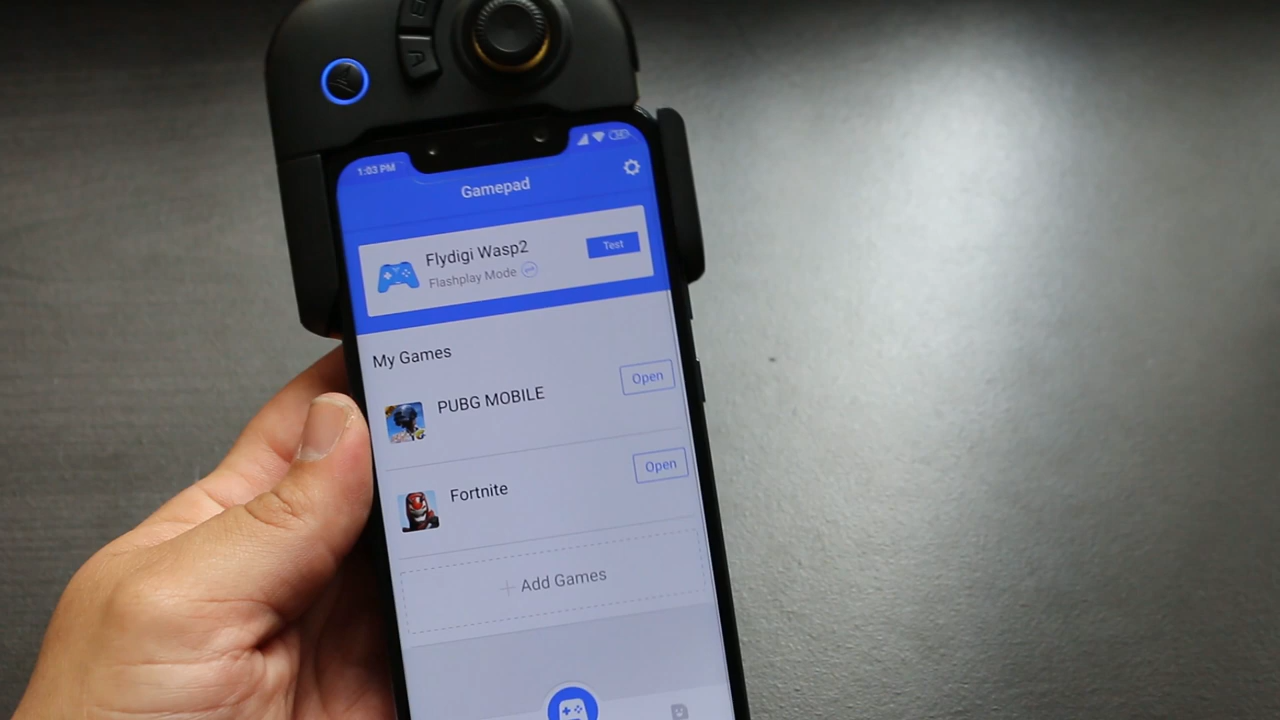 B
A
1:03 PM
Gamepad
Flydigi Wasp2
Test
Flashplay Mode
My Games
PUBG MOBILE
Open
Fortnite
Open
+ Add Games